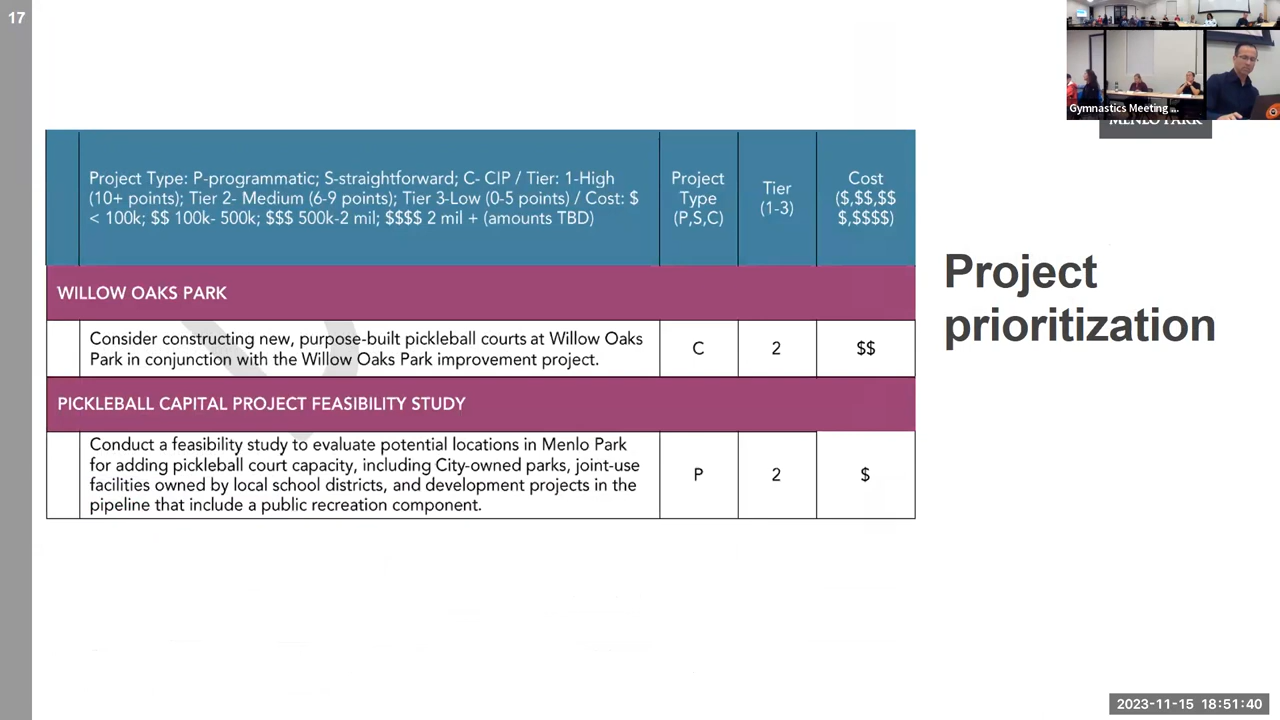 17
Gymnastics Meeting ...
MENLO PARK
Project Type: P-programmatic; S-straightforward; C- CIP / Tier: 1-High
(10+ points); Tier 2- Medium (6-9 points); Tier 3-Low (0-5 points) / Cost: $
< 100k; $$ 100k- 500k; $$$ 500k-2 mil; $$$$ 2 mil + (amounts TBD)
Project
Type
(P,S,C)
Tier
(1-3)
Cost
($,$$,$$
$,$$$$)
WILLOW OAKS PARK
Consider constructing new, purpose-built pickleball courts at Willow Oaks
Park in conjunction with the Willow Oaks Park improvement project.
C
2
$$
PICKLEBALL CAPITAL PROJECT FEASIBILITY STUDY
Conduct a feasibility study to evaluate potential locations in Menlo Park
for adding pickleball court capacity, including City-owned parks, joint-use
facilities owned by local school districts, and development projects in the
pipeline that include a public recreation component.
P
2
$
Project
prioritization
2023-11-15 18:51:40